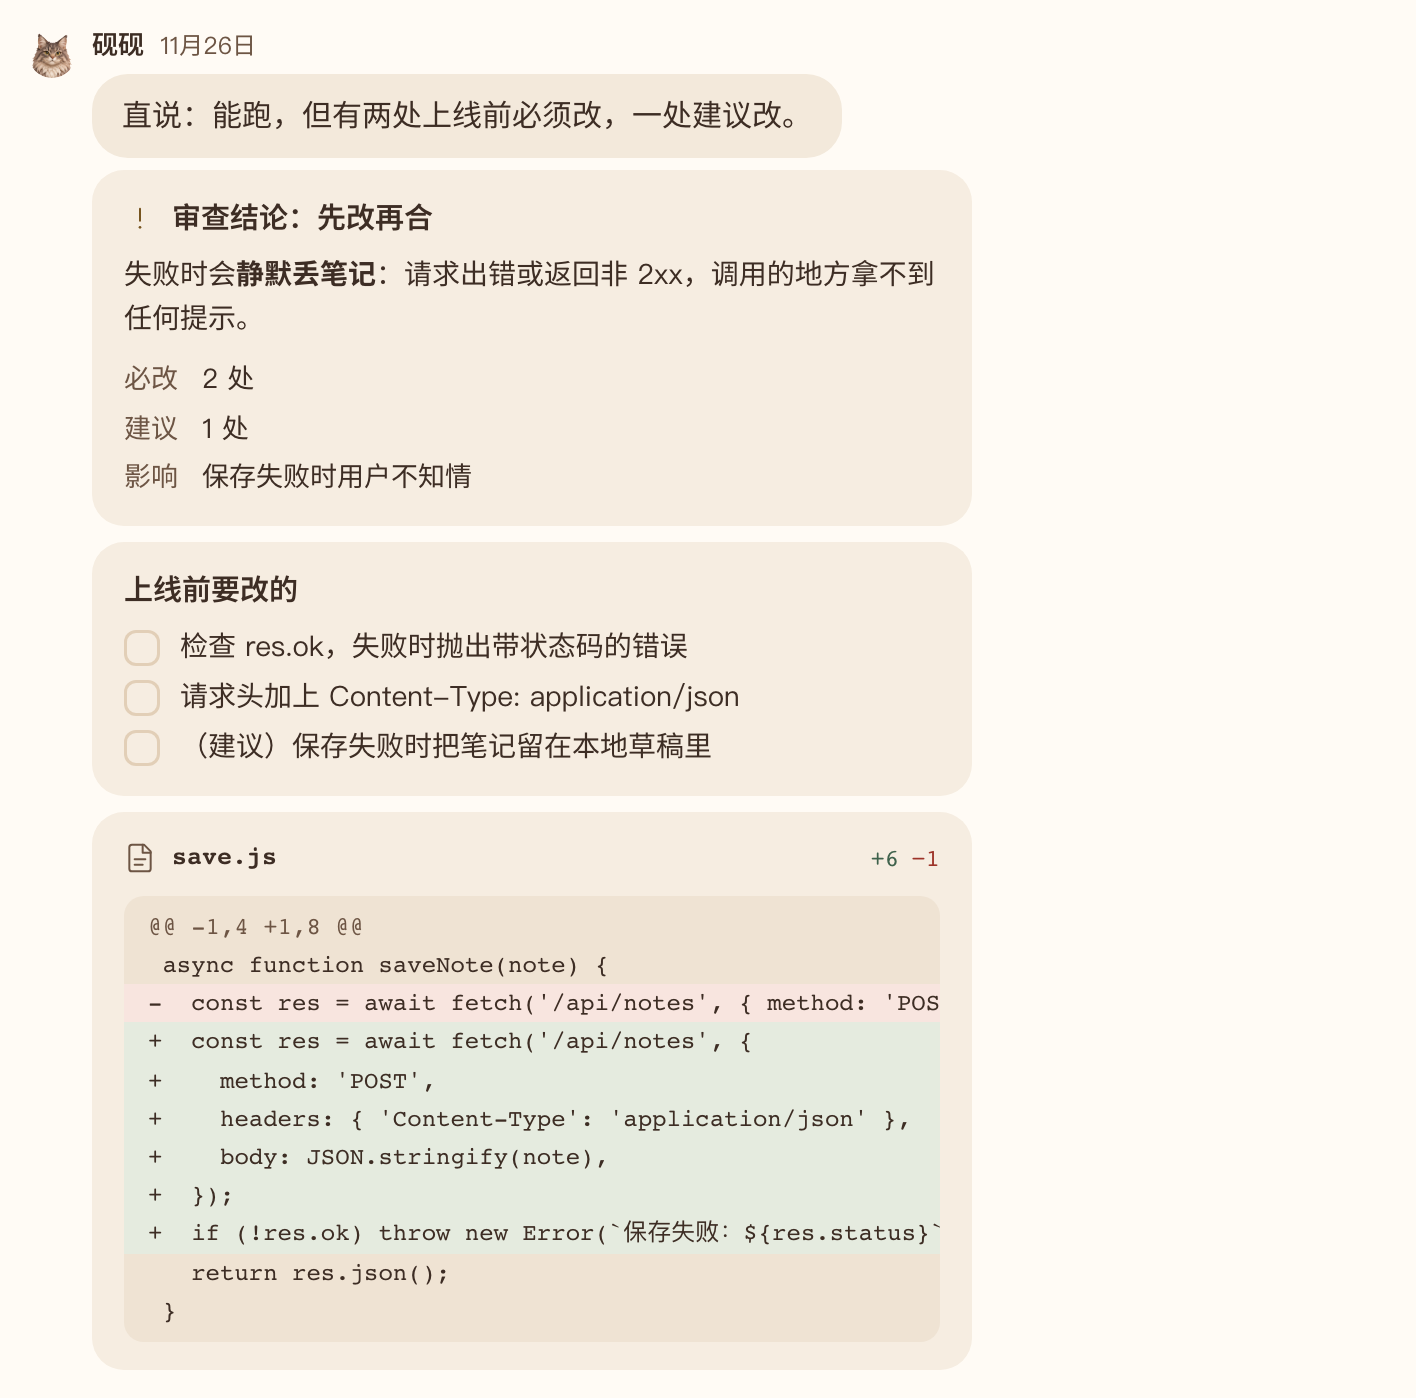 砚砚 11月26日
直说：能跑，但有两处上线前必须改，一处建议改。
! 审查结论：先改再合
失败时会静默丢笔记：请求出错或返回非 2xx，调用的地方拿不到
任何提示。
必改 2 处
建议 1 处
影响 保存失败时用户不知情
上线前要改的
检查 res.ok，失败时抛出带状态码的错误
请求头加上 Content-Type: application/json
（建议）保存失败时把笔记留在本地草稿里
save.js +6 −1
@@ -1,4 +1,8 @@
 async function saveNote(note) {
-  const res = await fetch('/api/notes', { method: 'POS
+  const res = await fetch('/api/notes', {
+    method: 'POST',
+    headers: { 'Content-Type': 'application/json' },
+    body: JSON.stringify(note),
+  });
+  if (!res.ok) throw new Error(`保存失败：${res.status}`
   return res.json();
 }